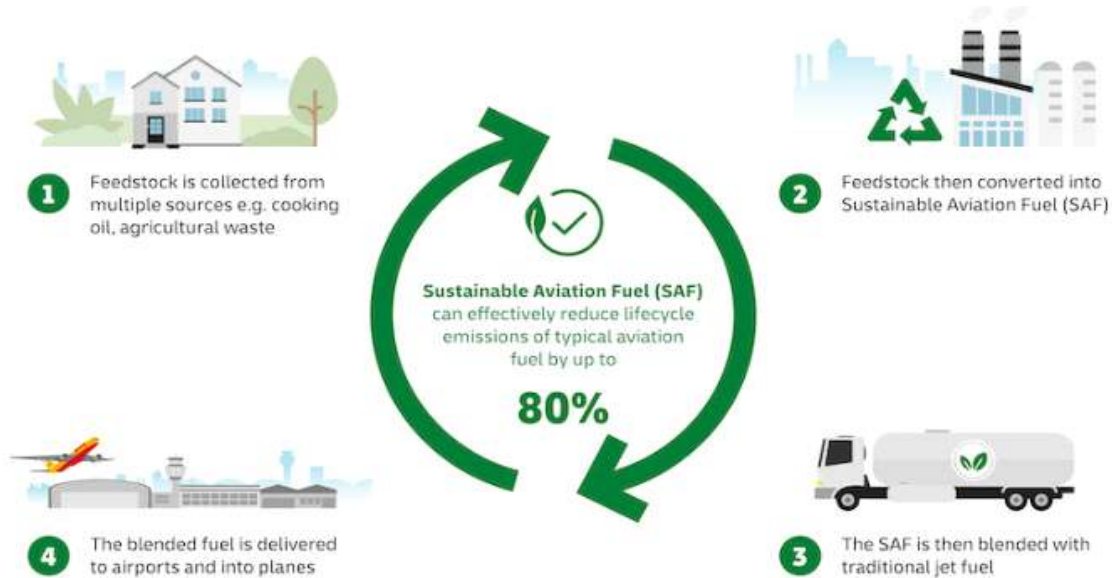 1
Feedstock is collected from
multiple sources e.g. cooking
oil, agricultural waste
2
Feedstock then converted into
Sustainable Aviation Fuel (SAF)
Sustainable Aviation Fuel (SAF)
can effectively reduce lifecycle
emissions of typical aviation
fuel by up to
80%
3
The SAF is then blended with
traditional jet fuel
4
The blended fuel is delivered
to airports and into planes